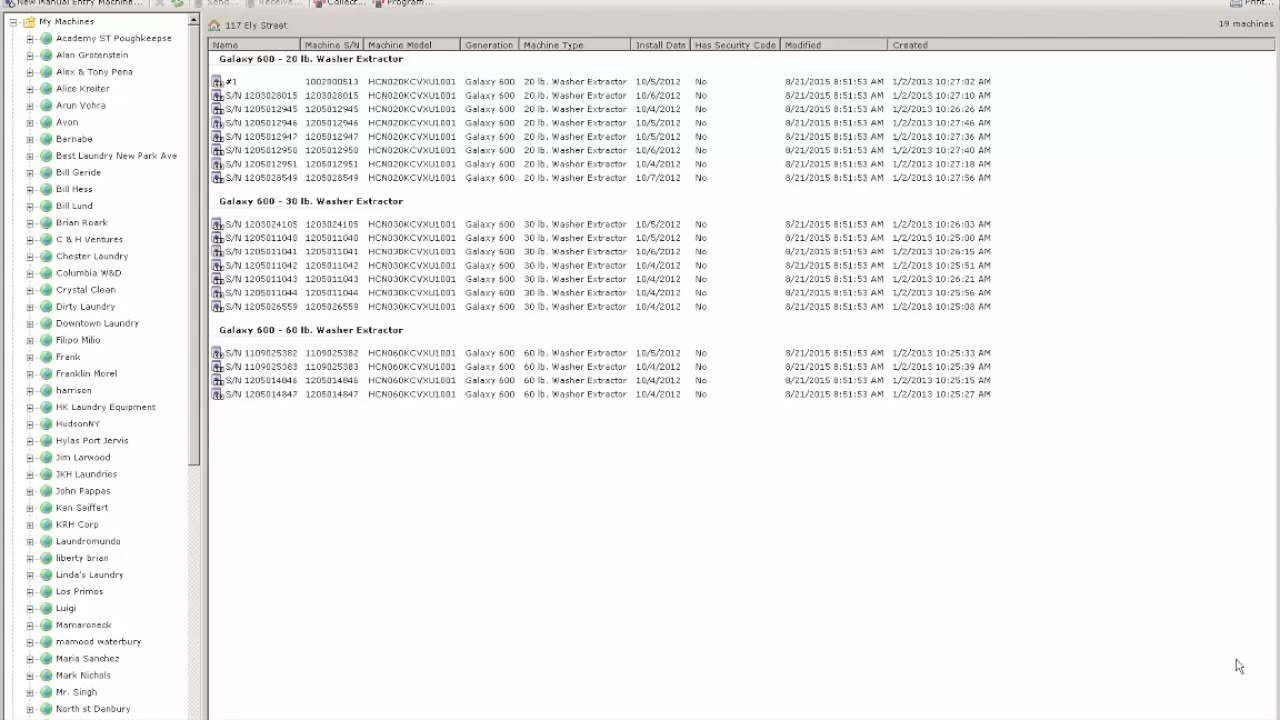 New Manual Entry Machine... Send... Receive... Collect... Program... Print...
My Machines
Academy ST Poughkeepse
Alan Grotenstein
Alex & Tony Pena
Alice Kreiter
Arun Vohra
Avon
Bernabe
Best Laundry New Park Ave
Bill Geride
Bill Hess
Bill Lund
Brian Roark
C & H Ventures
Chester Laundry
Columbia W&D
Crystal Clean
Dirty Laundry
Downtown Laundry
Filipo Milio
Frank
Franklin Morel
harrison
HK Laundry Equipment
HudsonNY
Hylas Port Jervis
Jim Larwood
JKH Laundries
John Pappas
Ken Seiffert
KRH Corp
Laundromundo
liberty brian
Linda's Laundry
Los Primos
Luigi
Mamaroneck
mamood waterbury
Maria Sanchez
Mark Nichols
Mr. Singh
North st Danbury
117 Ely Street 19 machines
Name Machine S/N Machine Model Generation Machine Type Install Date Has Security Code Modified Created
Galaxy 600 - 20 lb. Washer Extractor
#1 1002000513 HCN020KCVXU1001 Galaxy 600 20 lb. Washer Extractor 10/5/2012 No 8/21/2015 8:51:53 AM 1/2/2013 10:27:02 AM
S/N 1203028015 1203028015 HCN020KCVXU1001 Galaxy 600 20 lb. Washer Extractor 10/6/2012 No 8/21/2015 8:51:53 AM 1/2/2013 10:27:10 AM
S/N 1205012945 1205012945 HCN020KCVXU1001 Galaxy 600 20 lb. Washer Extractor 10/4/2012 No 8/21/2015 8:51:53 AM 1/2/2013 10:26:26 AM
S/N 1205012946 1205012946 HCN020KCVXU1001 Galaxy 600 20 lb. Washer Extractor 10/5/2012 No 8/21/2015 8:51:53 AM 1/2/2013 10:27:46 AM
S/N 1205012947 1205012947 HCN020KCVXU1001 Galaxy 600 20 lb. Washer Extractor 10/5/2012 No 8/21/2015 8:51:53 AM 1/2/2013 10:27:36 AM
S/N 1205012950 1205012950 HCN020KCVXU1001 Galaxy 600 20 lb. Washer Extractor 10/6/2012 No 8/21/2015 8:51:53 AM 1/2/2013 10:27:40 AM
S/N 1205012951 1205012951 HCN020KCVXU1001 Galaxy 600 20 lb. Washer Extractor 10/4/2012 No 8/21/2015 8:51:53 AM 1/2/2013 10:27:18 AM
S/N 1205028549 1205028549 HCN020KCVXU1001 Galaxy 600 20 lb. Washer Extractor 10/7/2012 No 8/21/2015 8:51:53 AM 1/2/2013 10:27:56 AM
Galaxy 600 - 30 lb. Washer Extractor
S/N 1203024105 1203024105 HCN030KCVXU1001 Galaxy 600 30 lb. Washer Extractor 10/5/2012 No 8/21/2015 8:51:53 AM 1/2/2013 10:26:03 AM
S/N 1205011040 1205011040 HCN030KCVXU1001 Galaxy 600 30 lb. Washer Extractor 10/5/2012 No 8/21/2015 8:51:53 AM 1/2/2013 10:25:00 AM
S/N 1205011041 1205011041 HCN030KCVXU1001 Galaxy 600 30 lb. Washer Extractor 10/6/2012 No 8/21/2015 8:51:53 AM 1/2/2013 10:26:15 AM
S/N 1205011042 1205011042 HCN030KCVXU1001 Galaxy 600 30 lb. Washer Extractor 10/4/2012 No 8/21/2015 8:51:53 AM 1/2/2013 10:25:51 AM
S/N 1205011043 1205011043 HCN030KCVXU1001 Galaxy 600 30 lb. Washer Extractor 10/4/2012 No 8/21/2015 8:51:53 AM 1/2/2013 10:26:21 AM
S/N 1205011044 1205011044 HCN030KCVXU1001 Galaxy 600 30 lb. Washer Extractor 10/4/2012 No 8/21/2015 8:51:53 AM 1/2/2013 10:25:56 AM
S/N 1205026559 1205026559 HCN030KCVXU1001 Galaxy 600 30 lb. Washer Extractor 10/4/2012 No 8/21/2015 8:51:53 AM 1/2/2013 10:25:08 AM
Galaxy 600 - 60 lb. Washer Extractor
S/N 1109025382 1109025382 HCN060KCVXU1001 Galaxy 600 60 lb. Washer Extractor 10/5/2012 No 8/21/2015 8:51:53 AM 1/2/2013 10:25:33 AM
S/N 1109025383 1109025383 HCN060KCVXU1001 Galaxy 600 60 lb. Washer Extractor 10/4/2012 No 8/21/2015 8:51:53 AM 1/2/2013 10:25:39 AM
S/N 1205014846 1205014846 HCN060KCVXU1001 Galaxy 600 60 lb. Washer Extractor 10/4/2012 No 8/21/2015 8:51:53 AM 1/2/2013 10:25:15 AM
S/N 1205014847 1205014847 HCN060KCVXU1001 Galaxy 600 60 lb. Washer Extractor 10/4/2012 No 8/21/2015 8:51:53 AM 1/2/2013 10:25:27 AM